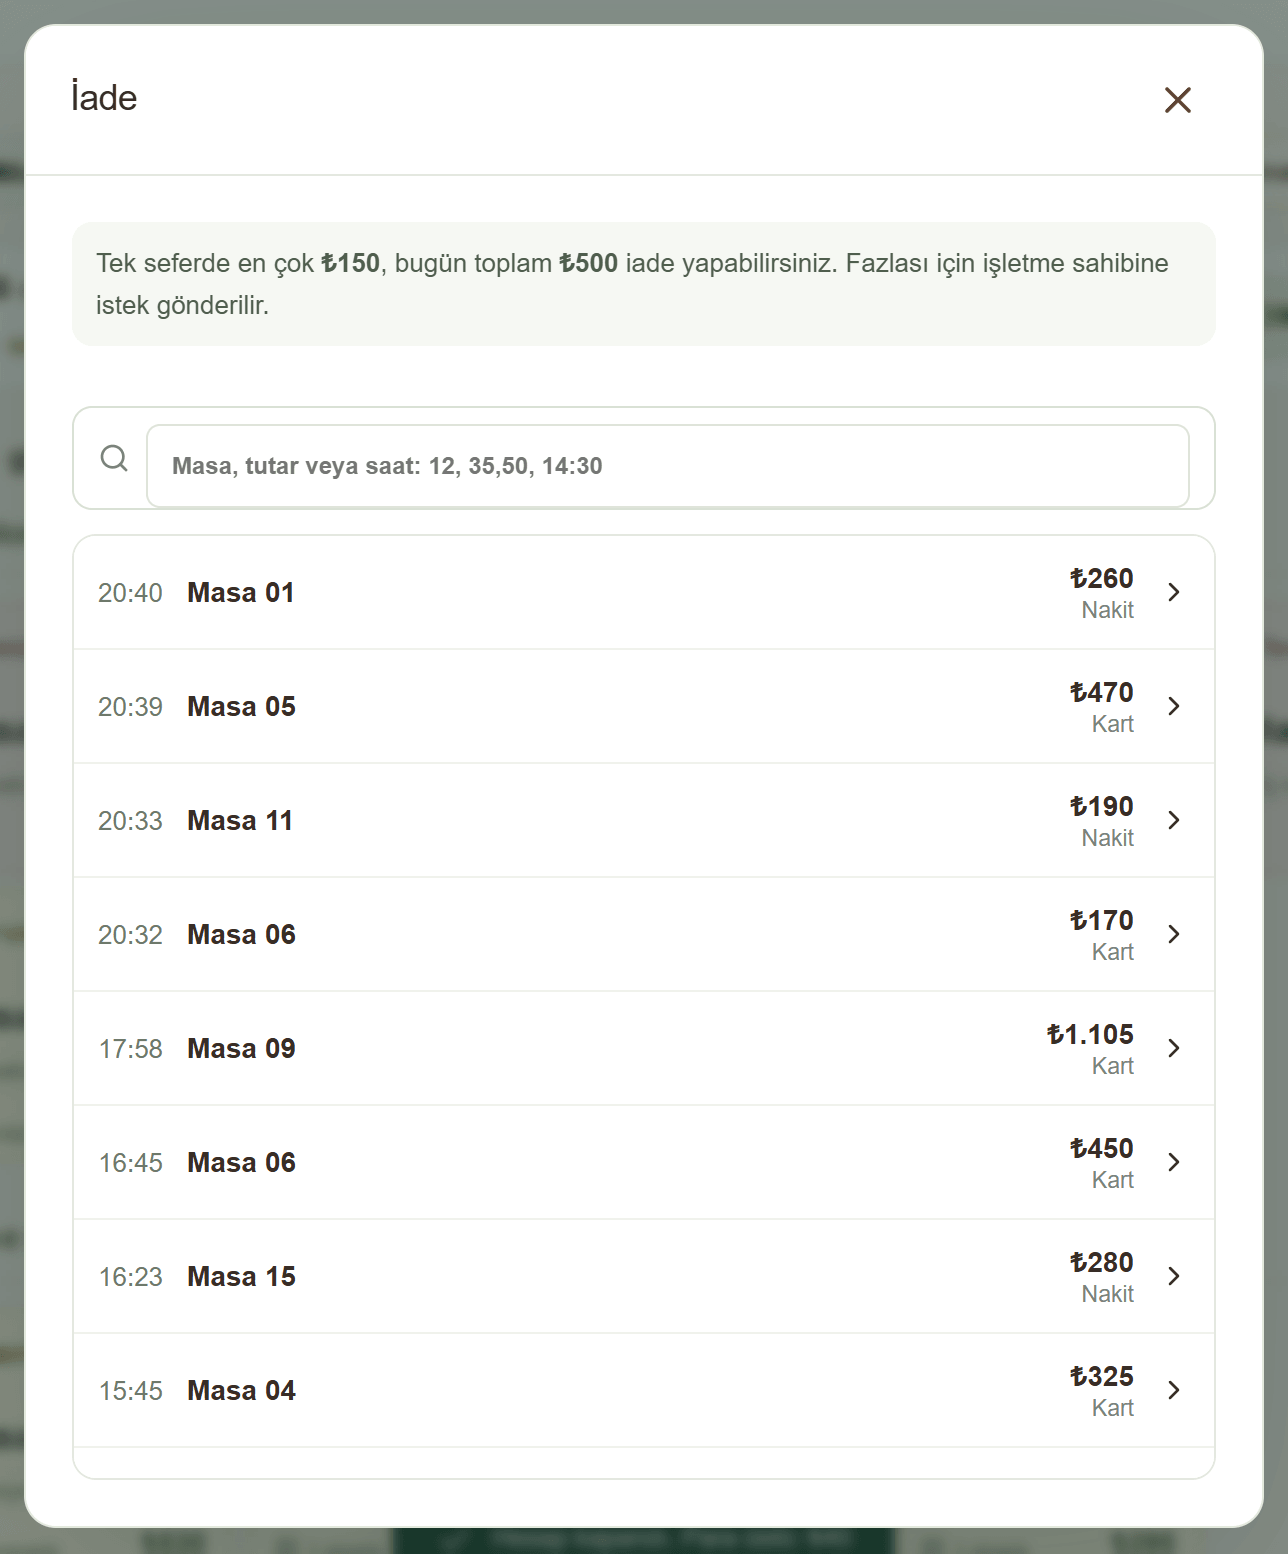 İade
Tek seferde en çok ₺150, bugün toplam ₺500 iade yapabilirsiniz. Fazlası için işletme sahibine
istek gönderilir.
Masa, tutar veya saat: 12, 35,50, 14:30
20:40 Masa 01 ₺260
Nakit
20:39 Masa 05 ₺470
Kart
20:33 Masa 11 ₺190
Nakit
20:32 Masa 06 ₺170
Kart
17:58 Masa 09 ₺1.105
Kart
16:45 Masa 06 ₺450
Kart
16:23 Masa 15 ₺280
Nakit
15:45 Masa 04 ₺325
Kart